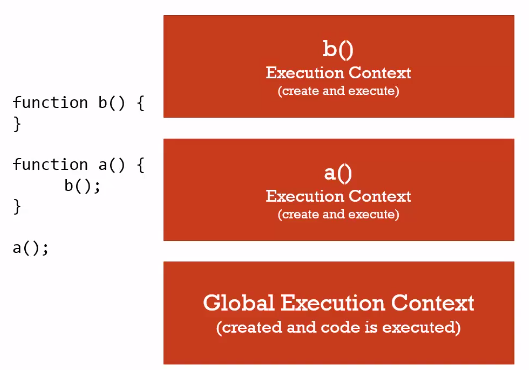 function b() {
}
function a() {
b();
}
a();
b()
Execution Context
(create and execute)
a()
Execution Context
(create and execute)
Global Execution Context
(created and code is executed)